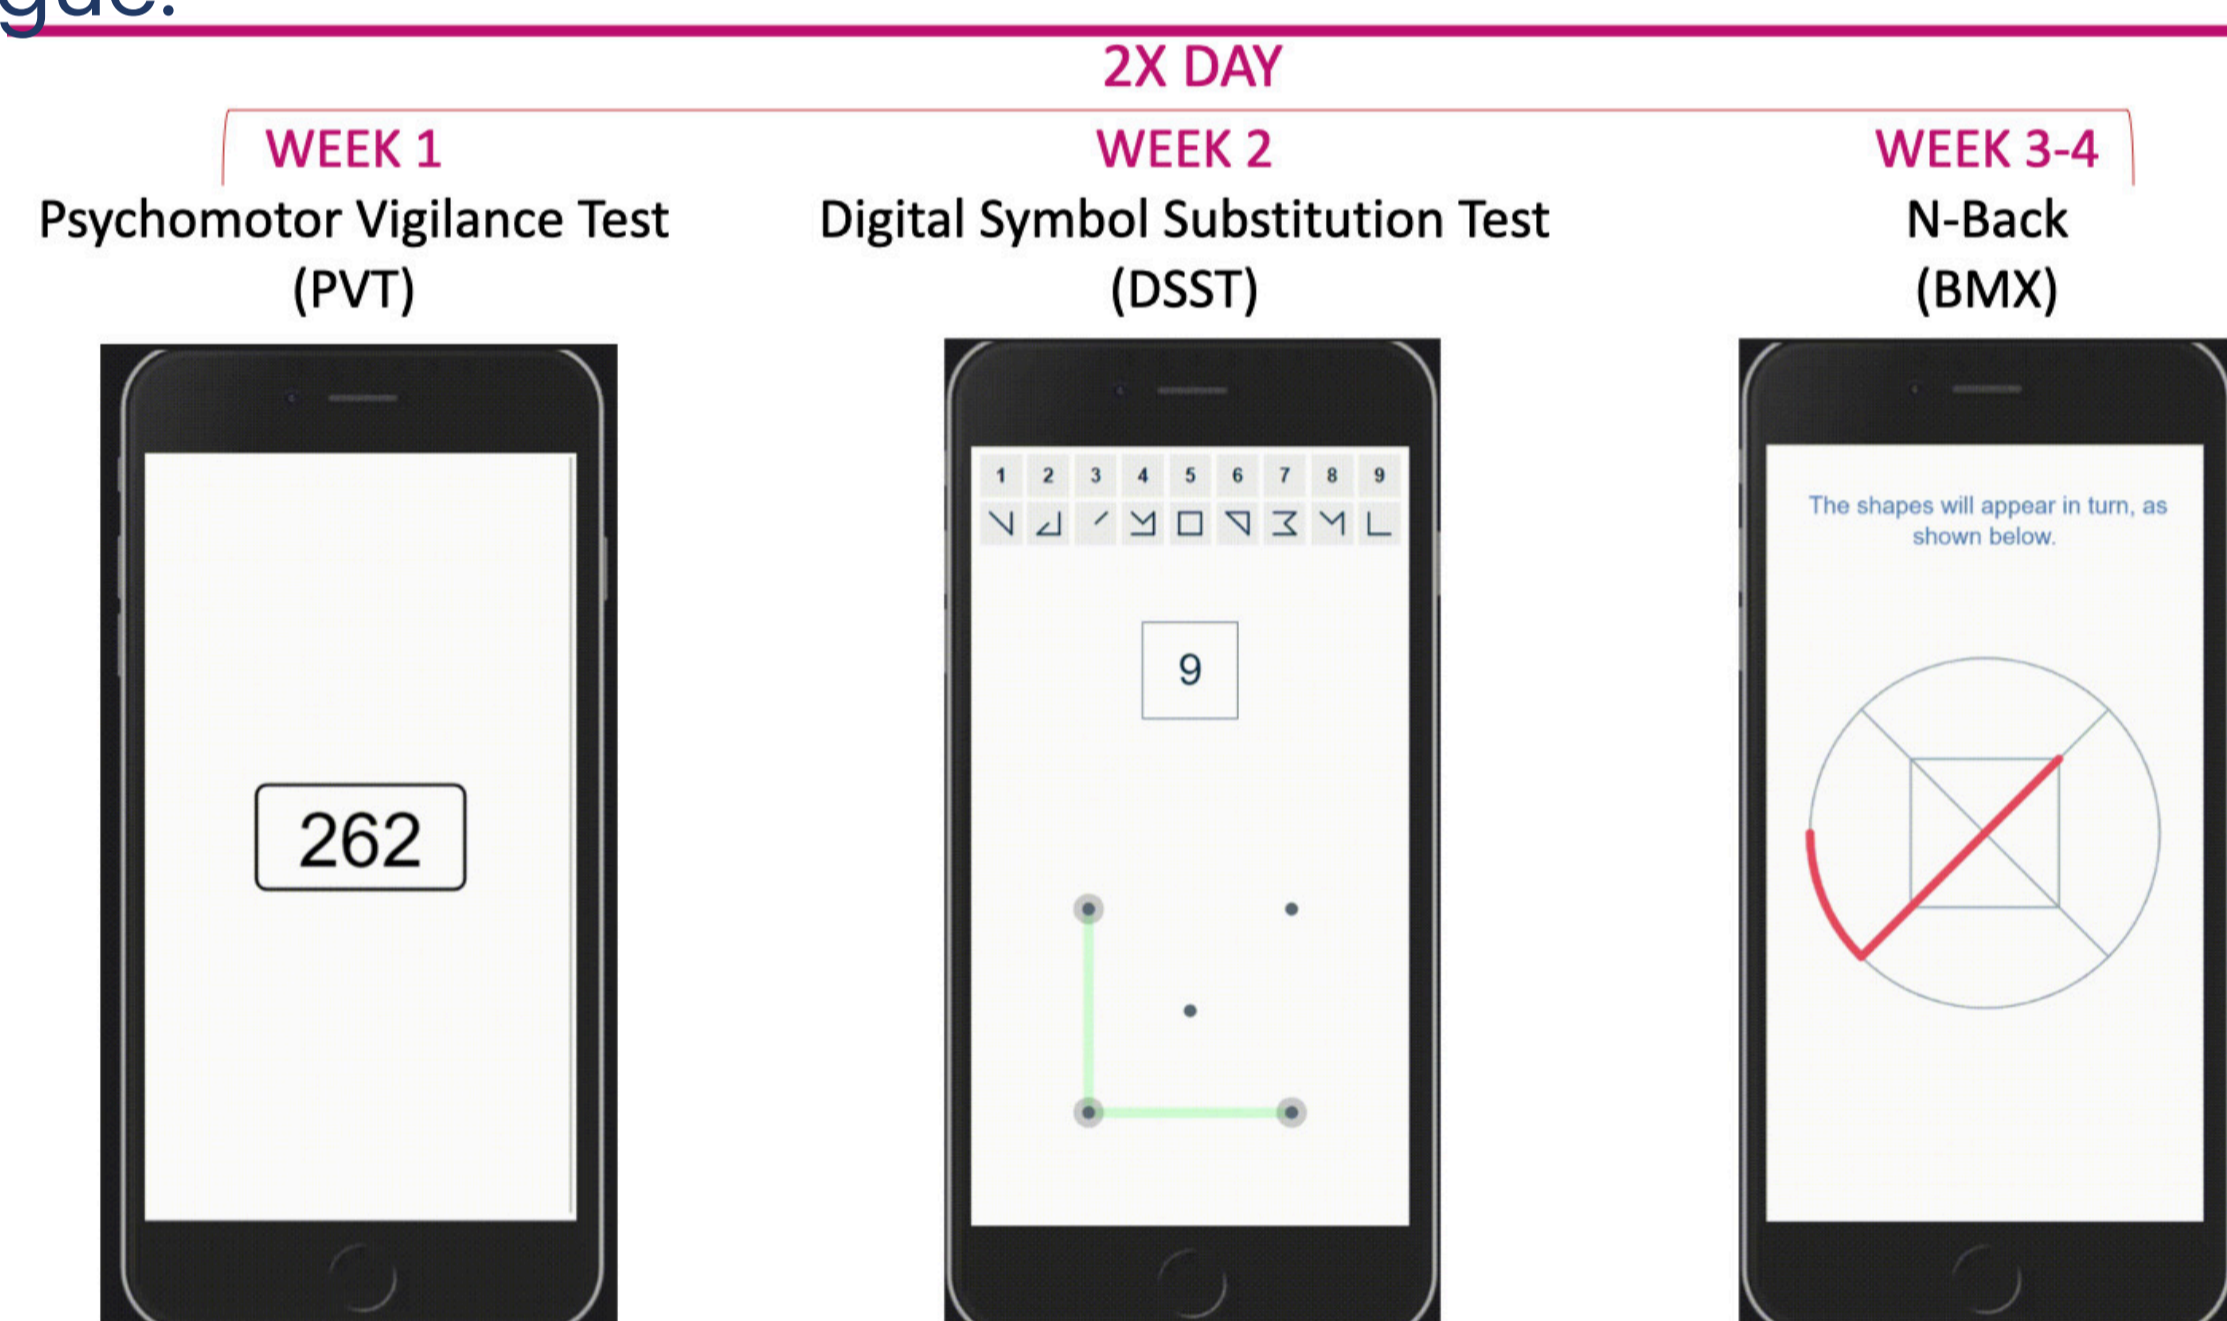 2X DAY
WEEK 1
Psychomotor Vigilance Test
(PVT)
262
WEEK 2
Digital Symbol Substitution Test
(DSST)
1 2 3 4 5 6 7 8 9
9
WEEK 3-4
N-Back
(BMX)
The shapes will appear in turn, as
shown below.